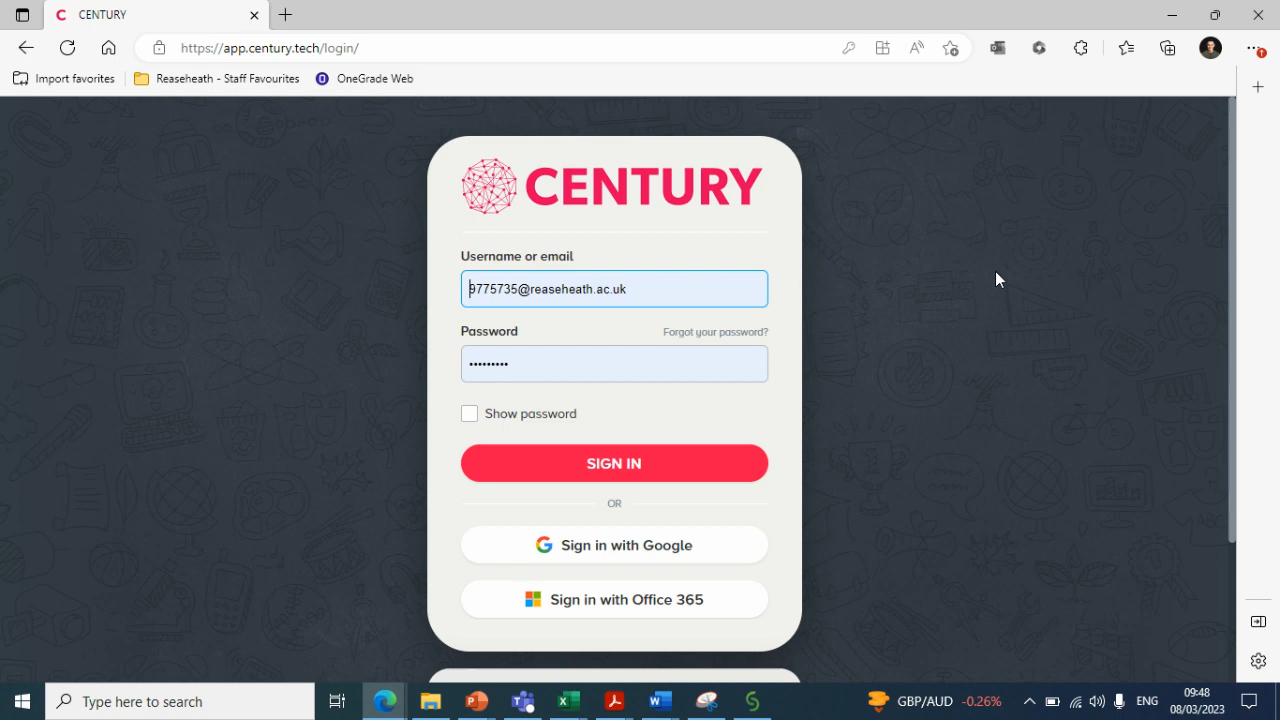 CENTURY
https://app.century.tech/login/
Import favorites
Reaseheath - Staff Favourites
OneGrade Web
CENTURY
Username or email
9775735@reaseheath.ac.uk
Password
Forgot your password?
•••••••••
Show password
SIGN IN
OR
Sign in with Google
Sign in with Office 365
Type here to search
GBP/AUD -0.26%
ENG
09:48
08/03/2023